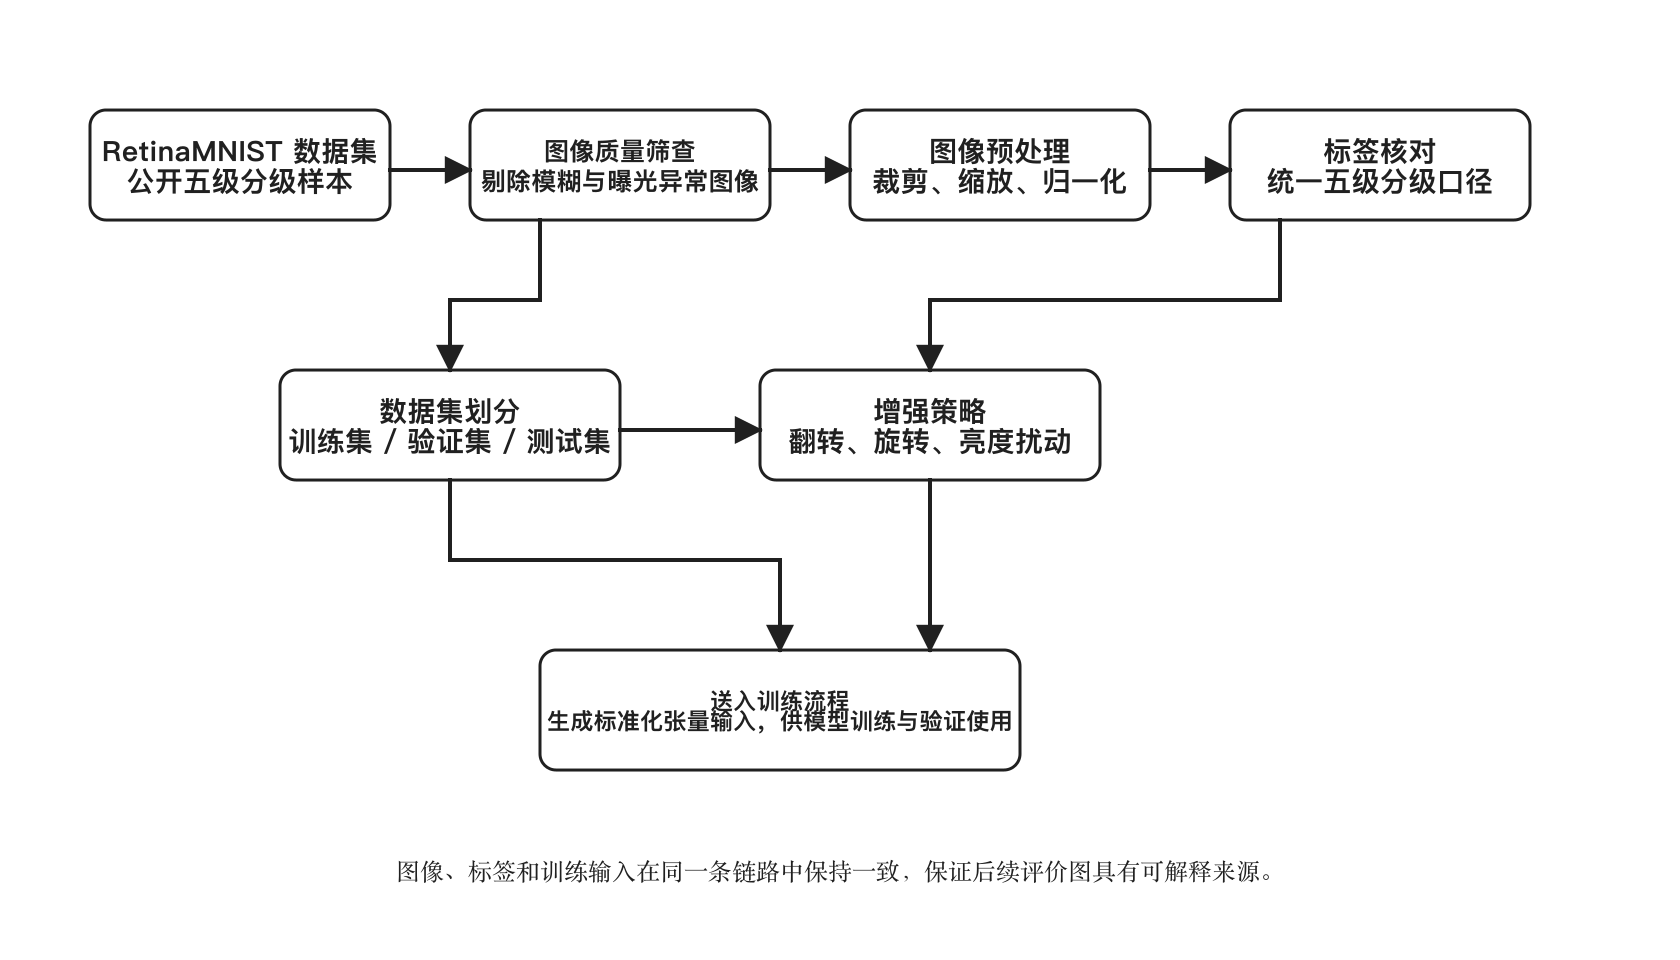 RetinaMNIST 数据集
公开五级分级样本
图像质量筛查
剔除模糊与曝光异常图像
图像预处理
裁剪、缩放、归一化
标签核对
统一五级分级口径
数据集划分
训练集 / 验证集 / 测试集
增强策略
翻转、旋转、亮度扰动
送入训练流程
生成标准化张量输入，供模型训练与验证使用
图像、标签和训练输入在同一条链路中保持一致，保证后续评价图具有可解释来源。